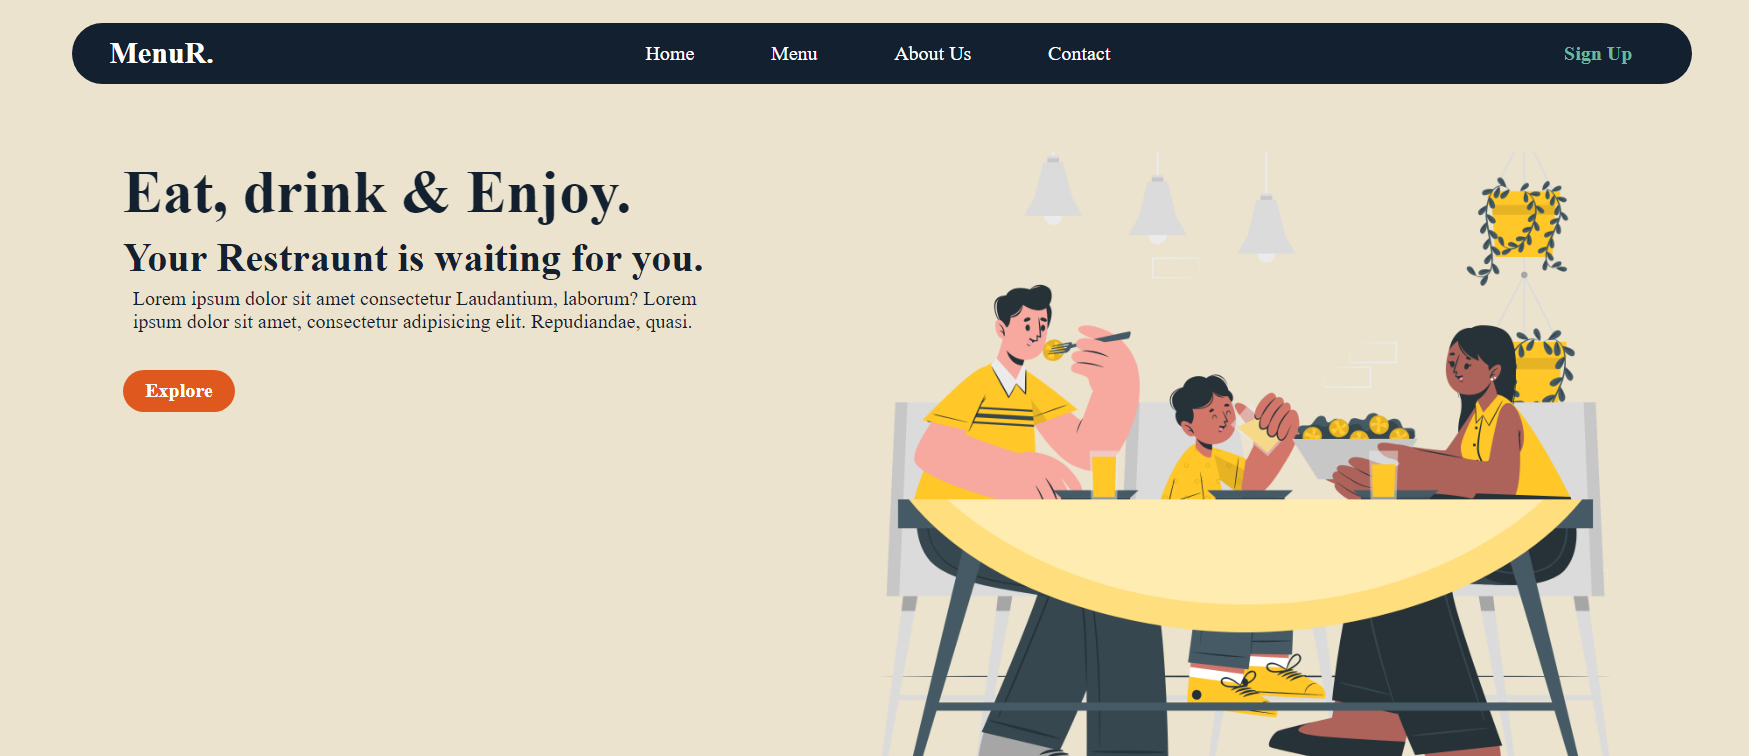 MenuR.
Home
Menu
About Us
Contact
Sign Up
Eat, drink & Enjoy.
Your Restraunt is waiting for you.
Lorem ipsum dolor sit amet consectetur Laudantium, laborum? Lorem
ipsum dolor sit amet, consectetur adipisicing elit. Repudiandae, quasi.
Explore